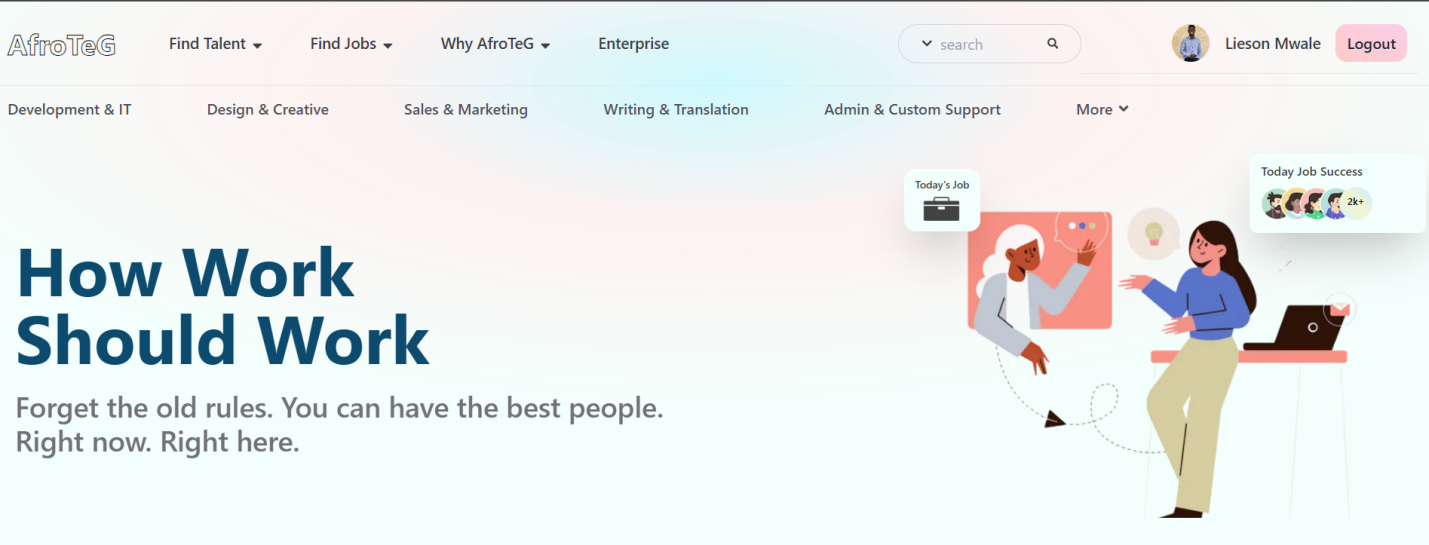 AfroTeG
Find Talent
Find Jobs
Why AfroTeG
Enterprise
search
Lieson Mwale
Logout
Development & IT
Design & Creative
Sales & Marketing
Writing & Translation
Admin & Custom Support
More
Today's Job
Today Job Success
2k+
How Work
Should Work
Forget the old rules. You can have the best people.
Right now. Right here.